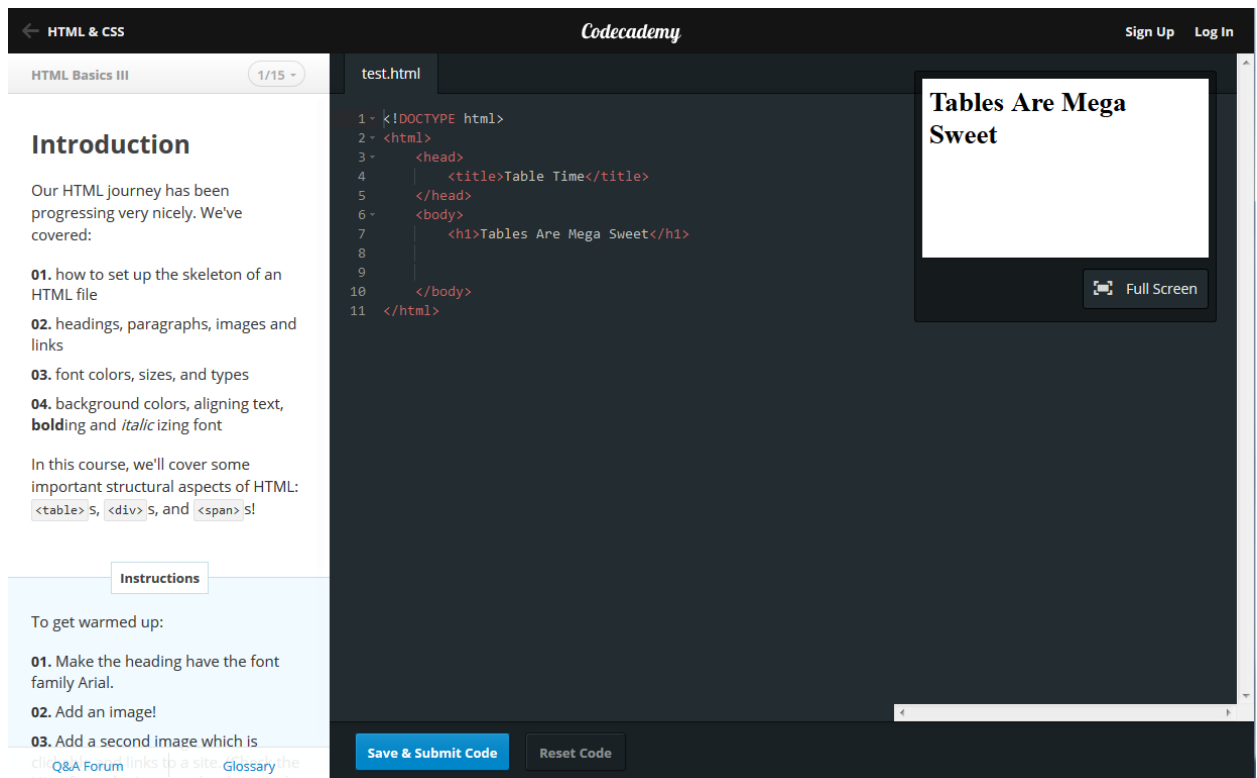 HTML & CSS
Codecademy
Sign Up Log In
HTML Basics III
1/15
test.html
Introduction
Our HTML journey has been
progressing very nicely. We've
covered:
01. how to set up the skeleton of an
HTML file
02. headings, paragraphs, images and
links
03. font colors, sizes, and types
04. background colors, aligning text,
bolding and italic izing font
In this course, we'll cover some
important structural aspects of HTML:
<table> s, <div> s, and <span> s!
Instructions
To get warmed up:
01. Make the heading have the font
family Arial.
02. Add an image!
03. Add a second image which is
links to a site. the
Q&A Forum Glossary
1 <!DOCTYPE html>
2 <html>
3 <head>
4 <title>Table Time</title>
5 </head>
6 <body>
7 <h1>Tables Are Mega Sweet</h1>
8
9
10 </body>
11 </html>
Tables Are Mega
Sweet
Full Screen
Save & Submit Code Reset Code